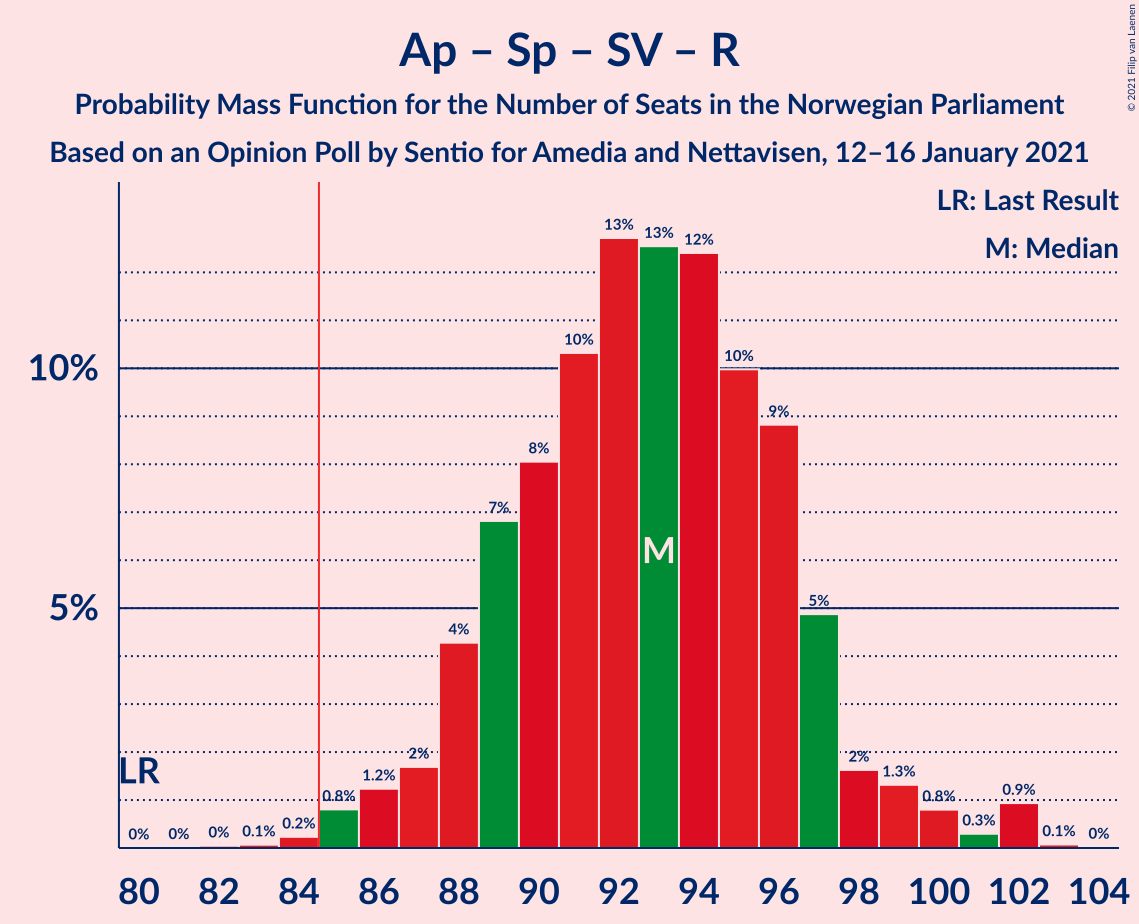 Ap – Sp – SV – R
Probability Mass Function for the Number of Seats in the Norwegian Parliament
Based on an Opinion Poll by Sentio for Amedia and Nettavisen, 12–16 January 2021
© 2021 Filip van Laenen
LR: Last Result
M: Median
10%
5%
LR
M
0% 0% 0% 0.1% 0.2% 0.8% 1.2% 2% 4% 7% 8% 10% 13% 13% 12% 10% 9% 5% 2% 1.3% 0.8% 0.3% 0.9% 0.1% 0%
80 82 84 86 88 90 92 94 96 98 100 102 104